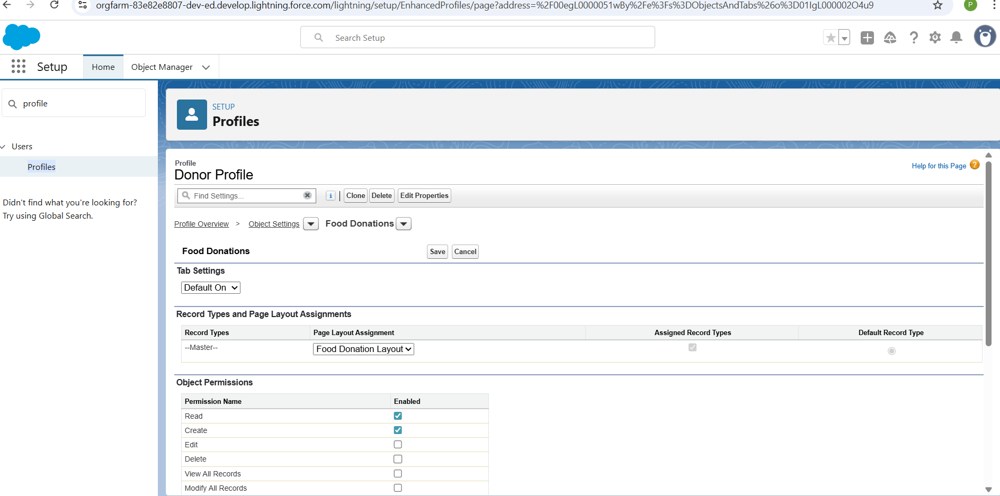 orgfarm-83e82e8807-dev-ed.develop.lightning.force.com/lightning/setup/EnhancedProfiles/page?address=%2F00egL0000051wBy%2Fe%3Fs%3DObjectsAndTabs%26o%3D01IgL000002O4u9
P
Search Setup
Setup
Home
Object Manager
profile
SETUP
Profiles
Users
Profiles
Didn't find what you're looking for?
Try using Global Search.
Profile
Donor Profile
Help for this Page ?
Find Settings...
i
Clone
Delete
Edit Properties
Profile Overview > Object Settings Food Donations
Food Donations
Save
Cancel
Tab Settings
Default On
Record Types and Page Layout Assignments
Record Types Page Layout Assignment Assigned Record Types Default Record Type
--Master-- Food Donation Layout
Object Permissions
Permission Name Enabled
Read
Create
Edit
Delete
View All Records
Modify All Records